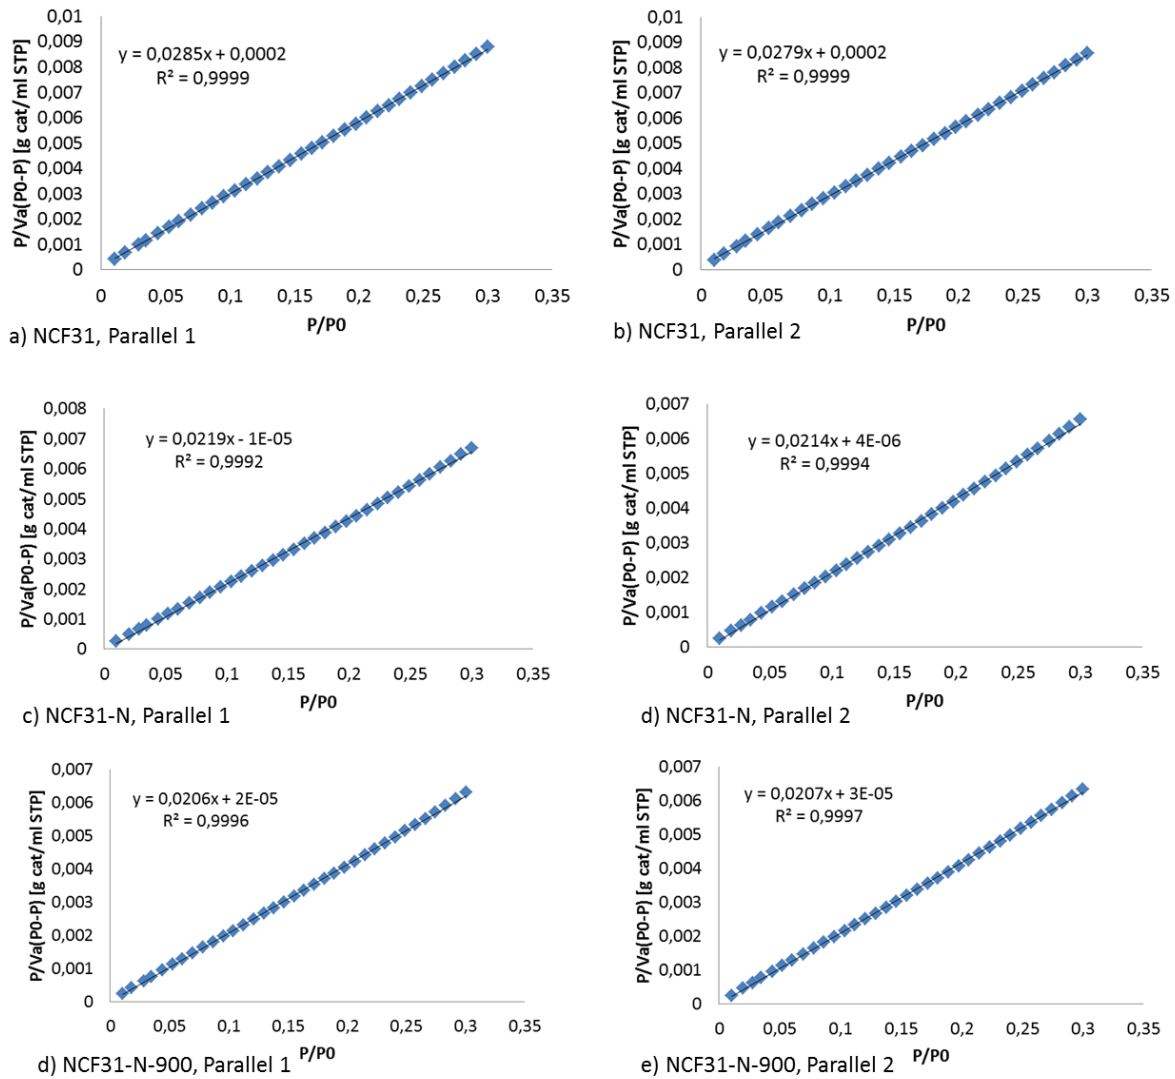 y = 0,0285x + 0,0002
R² = 0,9999
P/Va(P0-P) [g cat/ml STP]
0,01
0,009
0,008
0,007
0,006
0,005
0,004
0,003
0,002
0,001
0
0 0,05 0,1 0,15 0,2 0,25 0,3 0,35
P/P0
a) NCF31, Parallel 1
y = 0,0279x + 0,0002
R² = 0,9999
P/Va(P0-P) [g cat/ml STP]
0,01
0,009
0,008
0,007
0,006
0,005
0,004
0,003
0,002
0,001
0
0 0,05 0,1 0,15 0,2 0,25 0,3 0,35
P/P0
b) NCF31, Parallel 2
y = 0,0219x - 1E-05
R² = 0,9992
P/Va(P0-P) [g cat/ml STP]
0,008
0,007
0,006
0,005
0,004
0,003
0,002
0,001
0
0 0,05 0,1 0,15 0,2 0,25 0,3 0,35
P/P0
c) NCF31-N, Parallel 1
y = 0,0214x + 4E-06
R² = 0,9994
P/Va(P0-P) [g cat/ml STP]
0,007
0,006
0,005
0,004
0,003
0,002
0,001
0
0 0,05 0,1 0,15 0,2 0,25 0,3 0,35
P/P0
d) NCF31-N, Parallel 2
y = 0,0206x + 2E-05
R² = 0,9996
P/Va(P0-P) [g cat/ml STP]
0,007
0,006
0,005
0,004
0,003
0,002
0,001
0
0 0,05 0,1 0,15 0,2 0,25 0,3 0,35
P/P0
d) NCF31-N-900, Parallel 1
y = 0,0207x + 3E-05
R² = 0,9997
P/Va(P0-P) [g cat/ml STP]
0,007
0,006
0,005
0,004
0,003
0,002
0,001
0
0 0,05 0,1 0,15 0,2 0,25 0,3 0,35
P/P0
e) NCF31-N-900, Parallel 2